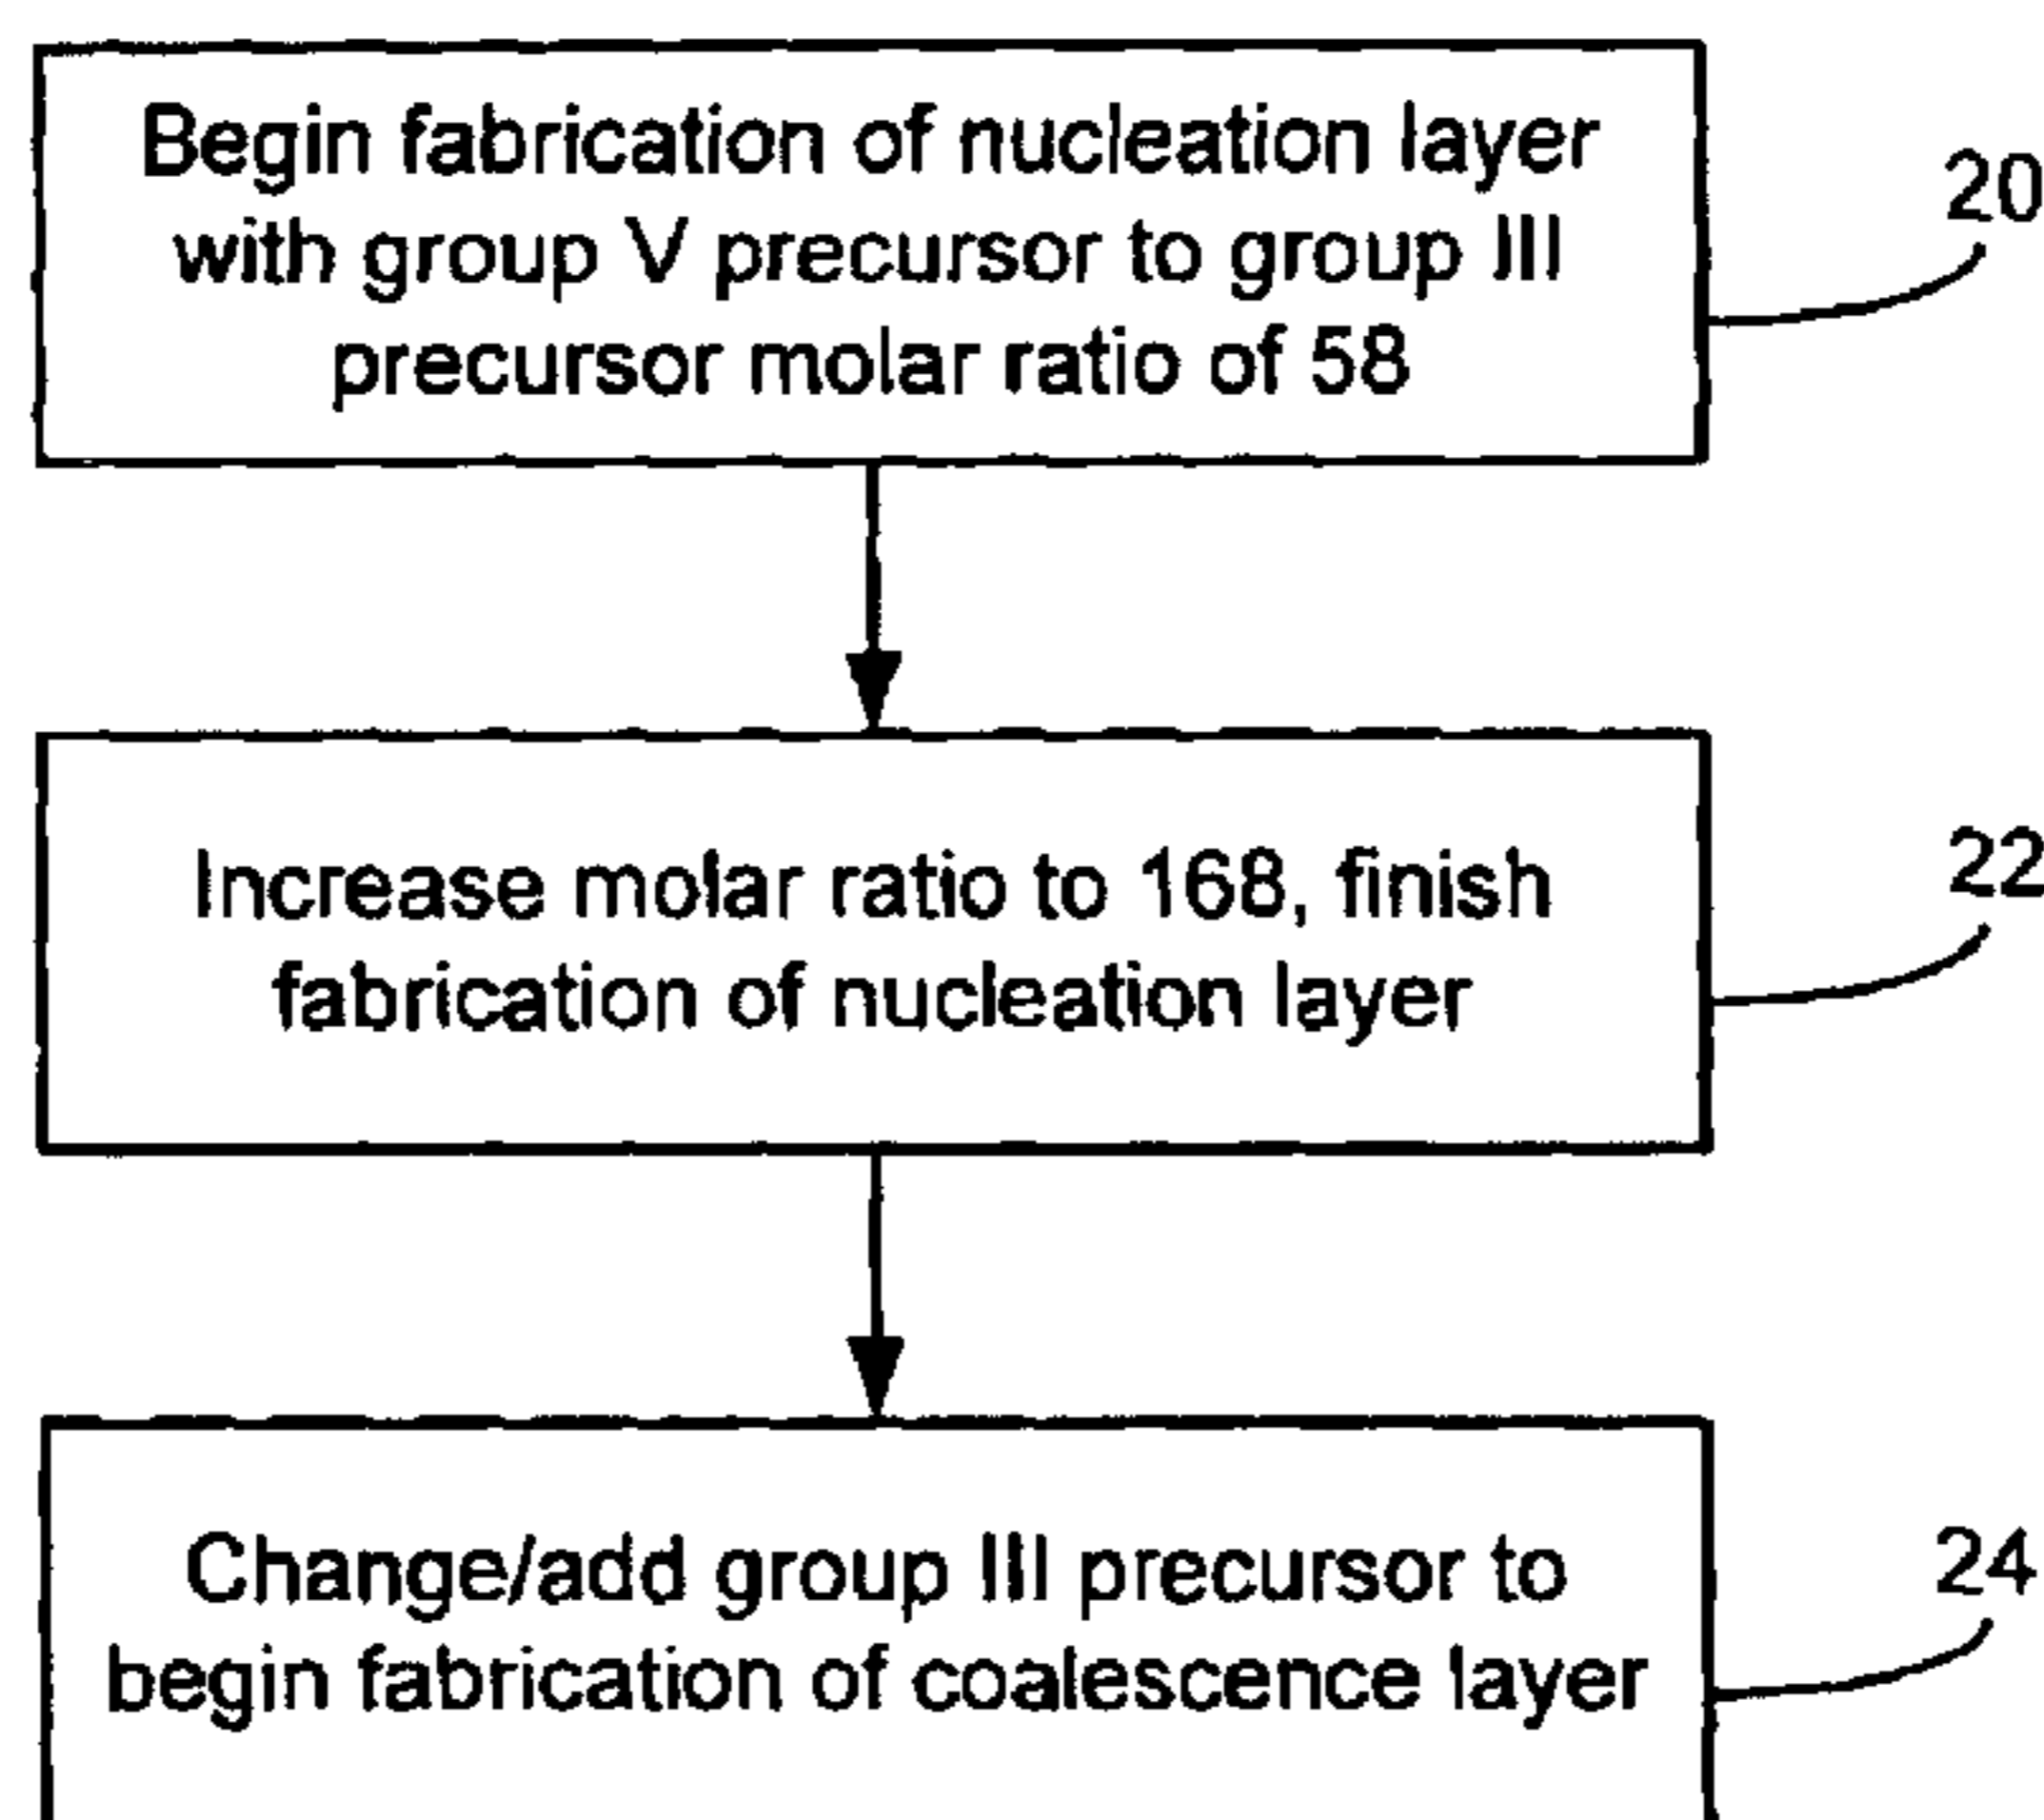 Begin fabrication of nucleation layer
with group V precursor to group III
precursor molar ratio of 58
20
Increase molar ratio to 168, finish
fabrication of nucleation layer
22
Change/add group III precursor to
begin fabrication of coalescence layer
24